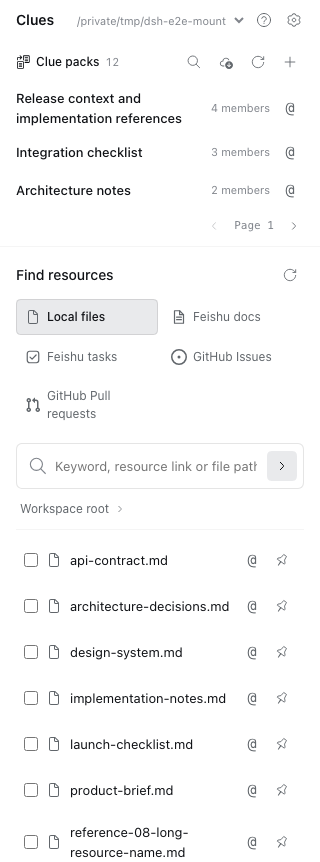 Clues /private/tmp/dsh-e2e-mount
Clue packs 12
Release context and
implementation references
4 members @
Integration checklist 3 members @
Architecture notes 2 members @
Page 1
Find resources
Local files Feishu docs
Feishu tasks GitHub Issues
GitHub Pull
requests
Keyword, resource link or file path
Workspace root
api-contract.md @
architecture-decisions.md @
design-system.md @
implementation-notes.md @
launch-checklist.md @
product-brief.md @
reference-08-long-
resource-name.md @